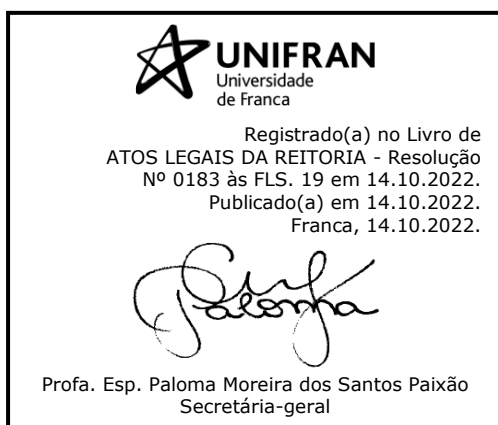 UNIFRAN
Universidade
de Franca
Registrado(a) no Livro de
ATOS LEGAIS DA REITORIA - Resolução
Nº 0183 às FLS. 19 em 14.10.2022.
Publicado(a) em 14.10.2022.
Franca, 14.10.2022.
Paloma
Profa. Esp. Paloma Moreira dos Santos Paixão
Secretária-geral